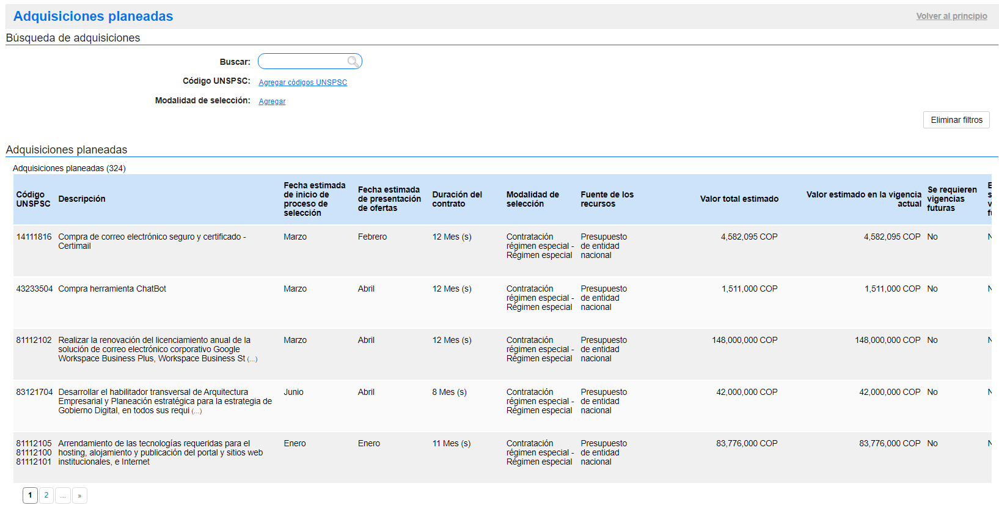 Adquisiciones planeadas
Volver al principio
Búsqueda de adquisiciones
Buscar:
Código UNSPSC: Agregar códigos UNSPSC
Modalidad de selección: Agregar
Eliminar filtros
Adquisiciones planeadas
Adquisiciones planeadas (324)
Código
UNSPSC
Descripción
Fecha estimada
de inicio de
proceso de
selección
Fecha estimada
de presentación
de ofertas
Duración del
contrato
Modalidad de
selección
Fuente de los
recursos
Valor total estimado
Valor estimado en la vigencia
actual
Se requieren
vigencias
futuras
14111816
Compra de correo electrónico seguro y certificado -
Certimail
Marzo
Febrero
12 Mes (s)
Contratación
régimen especial -
Régimen especial
Presupuesto
de entidad
nacional
4,582,095 COP
4,582,095 COP
No
43233504
Compra herramienta ChatBot
Marzo
Abril
12 Mes (s)
Contratación
régimen especial -
Régimen especial
Presupuesto
de entidad
nacional
1,511,000 COP
1,511,000 COP
No
81112102
Realizar la renovación del licenciamiento anual de la
solución de correo electrónico corporativo Google
Workspace Business Plus, Workspace Business St (...)
Marzo
Abril
12 Mes (s)
Contratación
régimen especial -
Régimen especial
Presupuesto
de entidad
nacional
148,000,000 COP
148,000,000 COP
No
83121704
Desarrollar el habilitador transversal de Arquitectura
Empresarial y Planeación estratégica para la estrategia de
Gobierno Digital, en todos sus requi (...)
Junio
Abril
8 Mes (s)
Contratación
régimen especial -
Régimen especial
Presupuesto
de entidad
nacional
42,000,000 COP
42,000,000 COP
No
81112105
81112100
81112101
Arrendamiento de las tecnologías requeridas para el
hosting, alojamiento y publicación del portal y sitios web
institucionales, e Internet
Enero
Enero
11 Mes (s)
Contratación
régimen especial -
Régimen especial
Presupuesto
de entidad
nacional
83,776,000 COP
83,776,000 COP
No
1 2 ... »